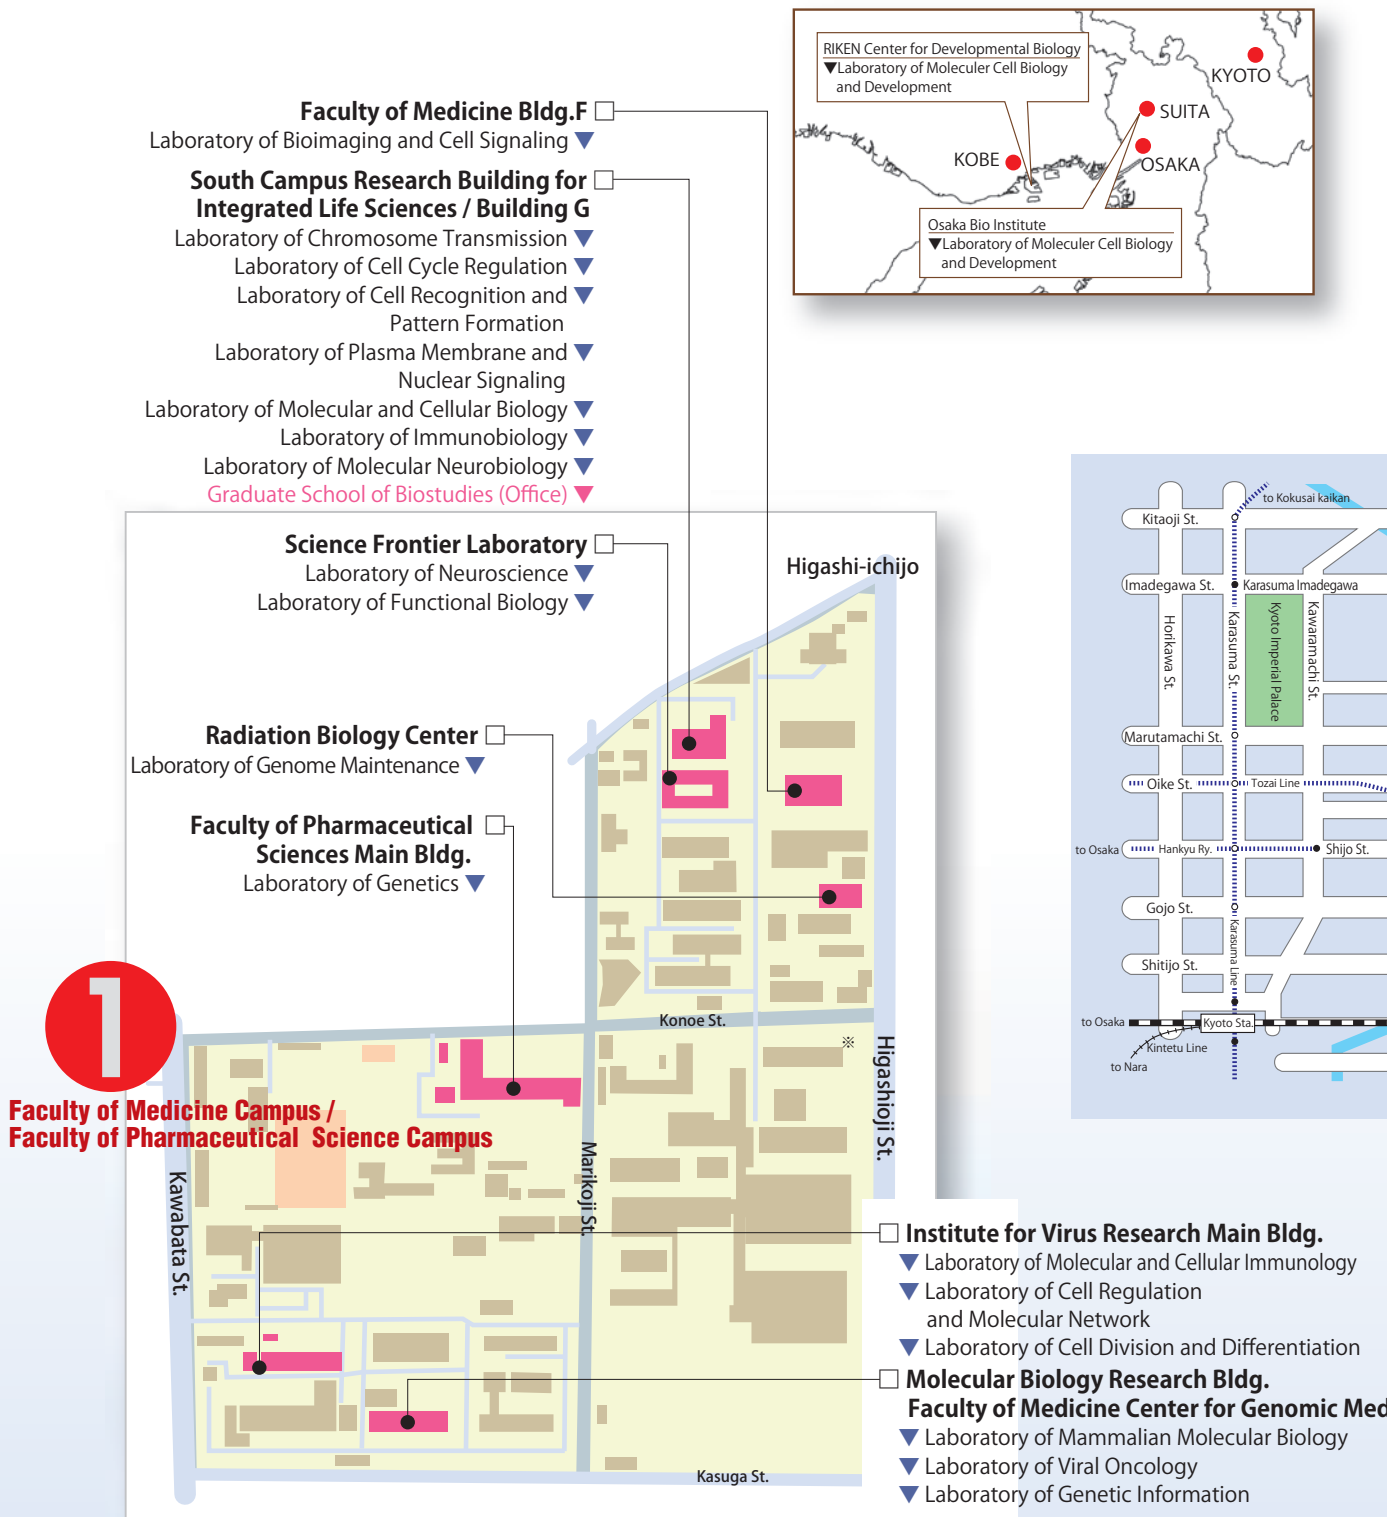 RIKEN Center for Developmental Biology
▼Laboratory of Moleculer Cell Biology
and Development
KYOTO
SUITA
KOBE
OSAKA
Osaka Bio Institute
▼Laboratory of Moleculer Cell Biology
and Development
Faculty of Medicine Bldg.F □
Laboratory of Bioimaging and Cell Signaling ▼
South Campus Research Building for □
Integrated Life Sciences / Building G
Laboratory of Chromosome Transmission ▼
Laboratory of Cell Cycle Regulation ▼
Laboratory of Cell Recognition and ▼
Pattern Formation
Laboratory of Plasma Membrane and ▼
Nuclear Signaling
Laboratory of Molecular and Cellular Biology ▼
Laboratory of Immunobiology ▼
Laboratory of Molecular Neurobiology ▼
Graduate School of Biostudies (Office) ▼
Science Frontier Laboratory □
Laboratory of Neuroscience ▼
Laboratory of Functional Biology ▼
Radiation Biology Center □
Laboratory of Genome Maintenance ▼
Faculty of Pharmaceutical □
Sciences Main Bldg.
Laboratory of Genetics ▼
Higashi-ichijo
Konoe St.
※
Higashioji St.
Marikoji St.
Kawabata St.
Kasuga St.
1
Faculty of Medicine Campus /
Faculty of Pharmaceutical Science Campus
□ Institute for Virus Research Main Bldg.
▼ Laboratory of Molecular and Cellular Immunology
▼ Laboratory of Cell Regulation
and Molecular Network
▼ Laboratory of Cell Division and Differentiation
□ Molecular Biology Research Bldg.
Faculty of Medicine Center for Genomic Med
▼ Laboratory of Mammalian Molecular Biology
▼ Laboratory of Viral Oncology
▼ Laboratory of Genetic Information
to Kokusai kaikan
Kitaoji St.
Imadegawa St.
Karasuma Imadegawa
Horikawa St.
Karasuma St.
Kyoto Imperial Palace
Kawaramachi St.
Marutamachi St.
Oike St.
Tozai Line
to Osaka
Hankyu Ry.
Shijo St.
Gojo St.
Karasuma Line
Shitijo St.
to Osaka
Kyoto Sta.
Kintetu Line
to Nara